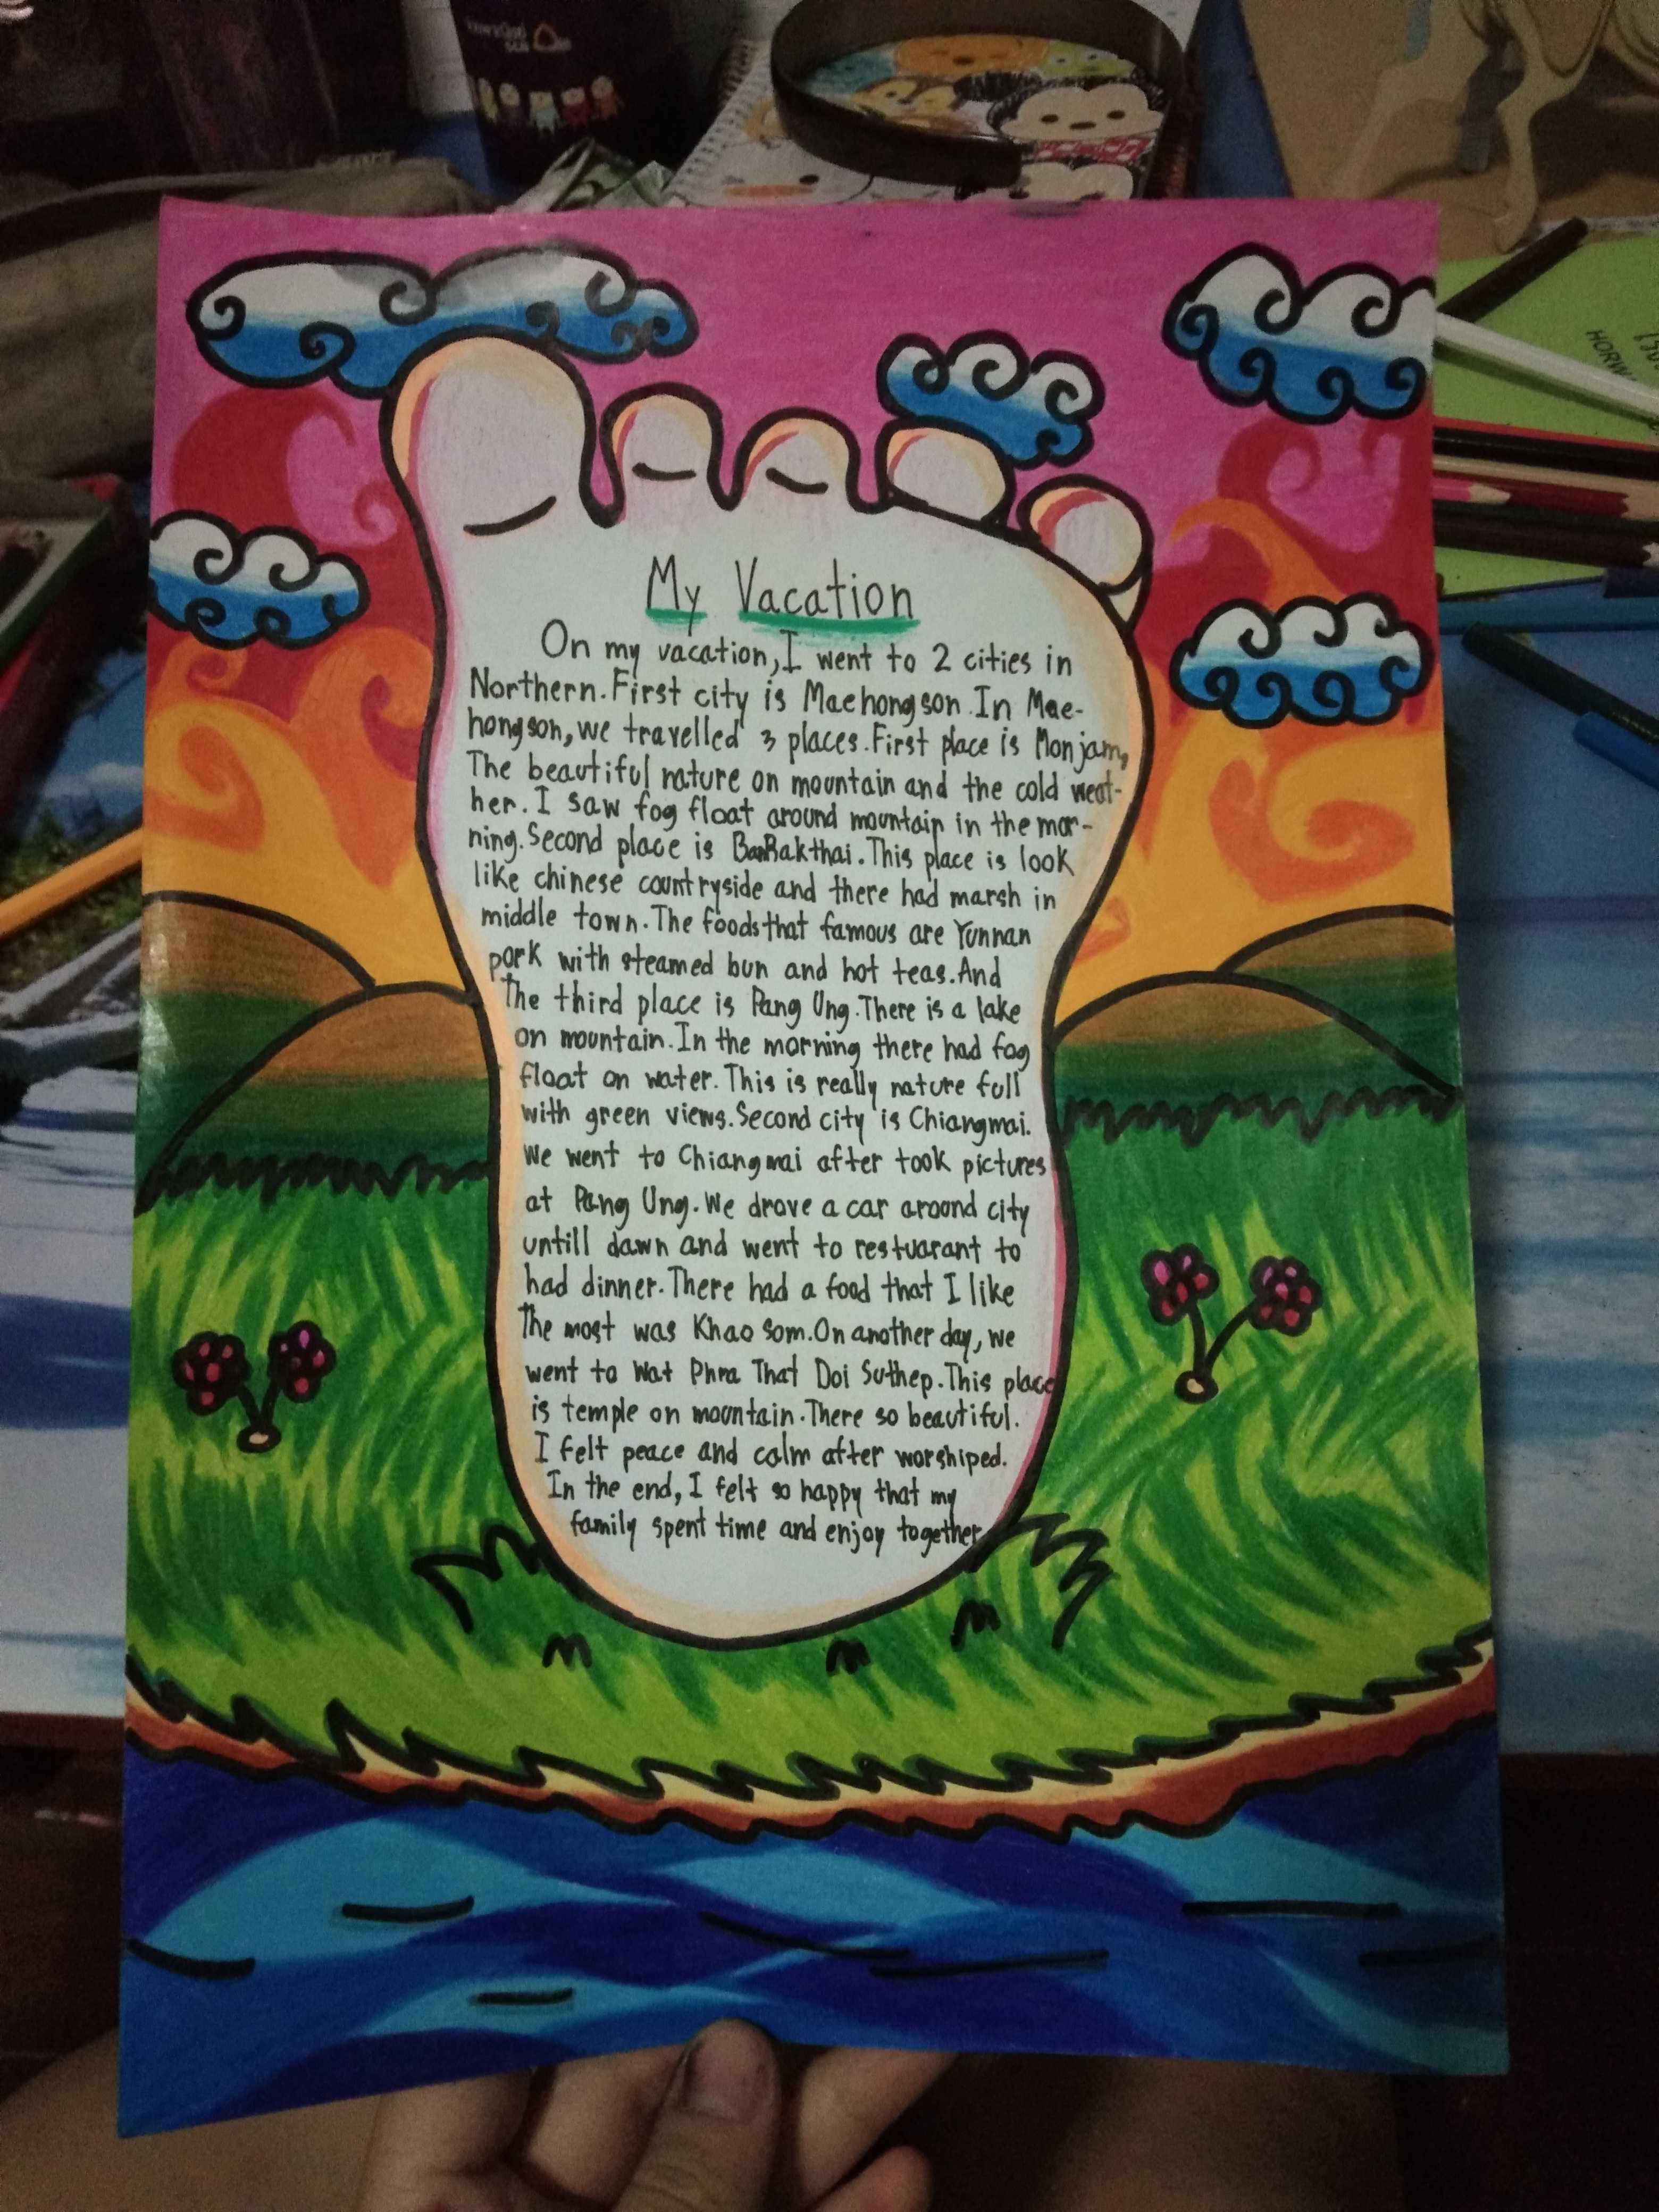 My Vacation
On my vacation, I went to 2 cities in
Northern. First city is Maehongson. In Mae-
hongson, we travelled 3 places. First place is Monjam,
The beautiful nature on mountain and the cold weat-
her. I saw fog float around mountain in the mor-
ning. Second place is BanRakthai. This place is look
like chinese countryside and there had marsh in
middle town. The foods that famous are Yunnan
pork with steamed bun and hot teas. And
The third place is Pang Ung. There is a lake
on mountain. In the morning there had fog
float on water. This is really nature full
with green views. Second city is Chiangmai.
We went to Chiangmai after took pictures
at Pang Ung. We drove a car around city
untill dawn and went to restuarant to
had dinner. There had a food that I like
The most was Khao Som. On another day, we
went to Wat Phra That Doi Suthep. This place
is temple on mountain. There so beautiful.
I felt peace and calm after worshiped.
In the end, I felt so happy that my
family spent time and enjoy together